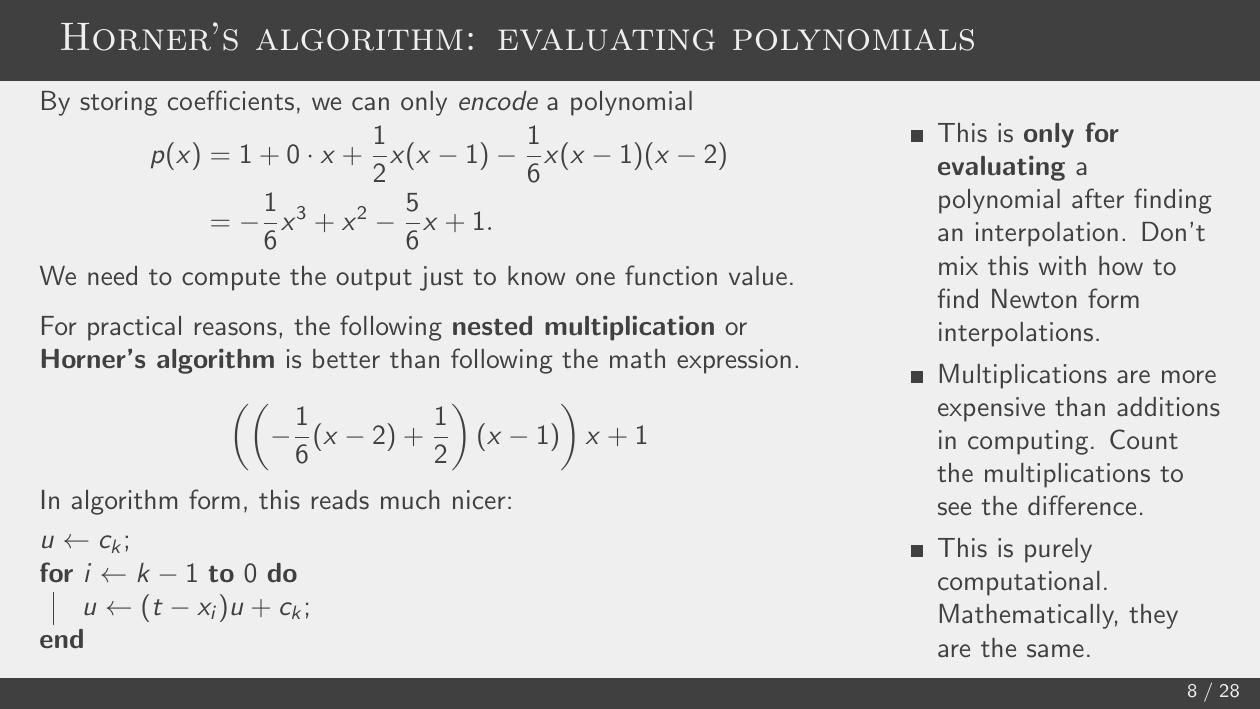 HORNER'S ALGORITHM: EVALUATING POLYNOMIALS
By storing coefficients, we can only encode a polynomial
p(x) = 1 + 0 · x + \frac{1}{2}x(x − 1) − \frac{1}{6}x(x − 1)(x − 2)
= −\frac{1}{6}x^3 + x^2 − \frac{5}{6}x + 1.
We need to compute the output just to know one function value.
For practical reasons, the following nested multiplication or
Horner's algorithm is better than following the math expression.
\left(\left(−\frac{1}{6}(x − 2) + \frac{1}{2}\right)(x − 1)\right)x + 1
In algorithm form, this reads much nicer:
u ← c_k;
for i ← k − 1 to 0 do
u ← (t − x_i)u + c_k;
end
■ This is only for
evaluating a
polynomial after finding
an interpolation. Don't
mix this with how to
find Newton form
interpolations.
■ Multiplications are more
expensive than additions
in computing. Count
the multiplications to
see the difference.
■ This is purely
computational.
Mathematically, they
are the same.
8 / 28